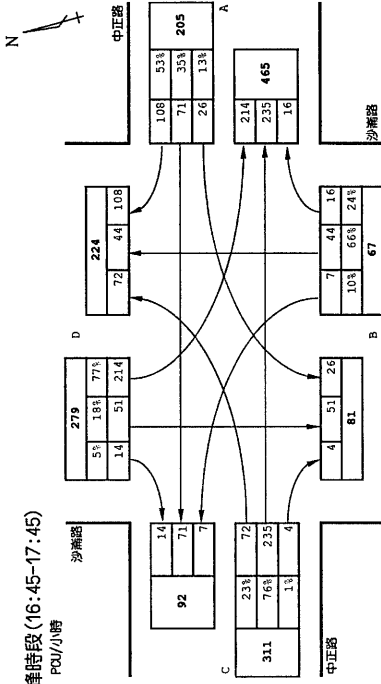 峰時段(16:45-17:45)
PCU/小時
N
中正路
A
205
53% 35% 13%
108 71 26
465
214 235 16
沙崙路
D
224
72 44 108
16 44 7
24% 66% 10%
67
B
279
5% 18% 77%
14 51 214
4 51 26
81
沙崙路
14 71 7
92
C
72 235 4
23% 76% 1%
311
中正路